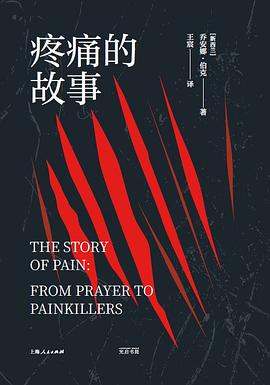 疼痛的
故事
[新西兰]
乔安娜·伯克——著
王宸——译
THE STORY
OF PAIN:
FROM PRAYER TO
PAINKILLERS
上海人民出版社
光启书局